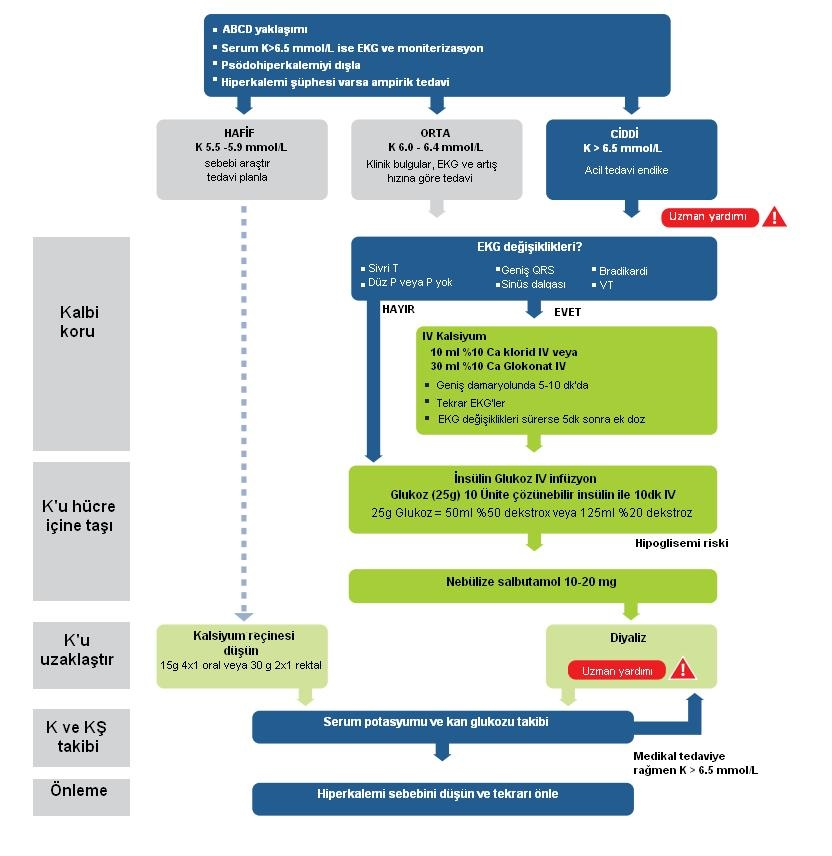 ABCD yaklaşımı
Serum K>6.5 mmol/L ise EKG ve moniterizasyon
Psödohiperkalemiyi dışla
Hiperkalemi şüphesi varsa ampirik tedavi
HAFİF
K 5.5 -5.9 mmol/L
sebebi araştır
tedavi planla
ORTA
K 6.0 - 6.4 mmol/L
Klinik bulgular, EKG ve artış
hızına göre tedavi
CİDDİ
K > 6.5 mmol/L
Acil tedavi endike
Uzman yardımı
!
Kalbi
koru
EKG değişiklikleri?
Sivri T
Düz P veya P yok
Geniş QRS
Sinüs dalgası
Bradikardi
VT
HAYIR
EVET
IV Kalsiyum
10 ml %10 Ca klorid IV veya
30 ml %10 Ca Glokonat IV
Geniş damaryolunda 5-10 dk'da
Tekrar EKG'ler
EKG değişiklikleri sürerse 5dk sonra ek doz
K'u hücre
içine taşı
İnsülin Glukoz IV infüzyon
Glukoz (25g) 10 Ünite çözünebilir insülin ile 10dk IV
25g Glukoz = 50ml %50 dekstrox veya 125ml %20 dekstroz
Hipoglisemi riski
Nebülize salbutamol 10-20 mg
K'u
uzaklaştır
Kalsiyum reçinesi
düşün
15g 4x1 oral veya 30 g 2x1 rektal
Diyaliz
Uzman yardımı
!
K ve KŞ
takibi
Serum potasyumu ve kan glukozu takibi
Medikal tedaviye
rağmen K > 6.5 mmol/L
Önleme
Hiperkalemi sebebini düşün ve tekrarı önle